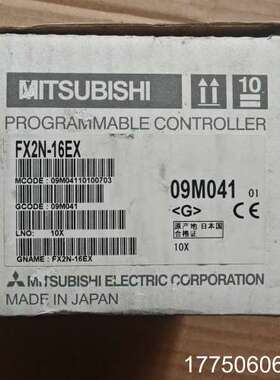 MITSUBISHI
10
PROGRAMMABLE CONTROLLER
FX2N-16EX
MCODE : 09M04110100703
GCODE : 09M041
LNO: 10X
GNAME : FX2N-16EX
09M041 01
<G>
原产地 日本国
合格证
10X
MITSUBISHI ELECTRIC CORPORATION
MADE IN JAPAN
17750606